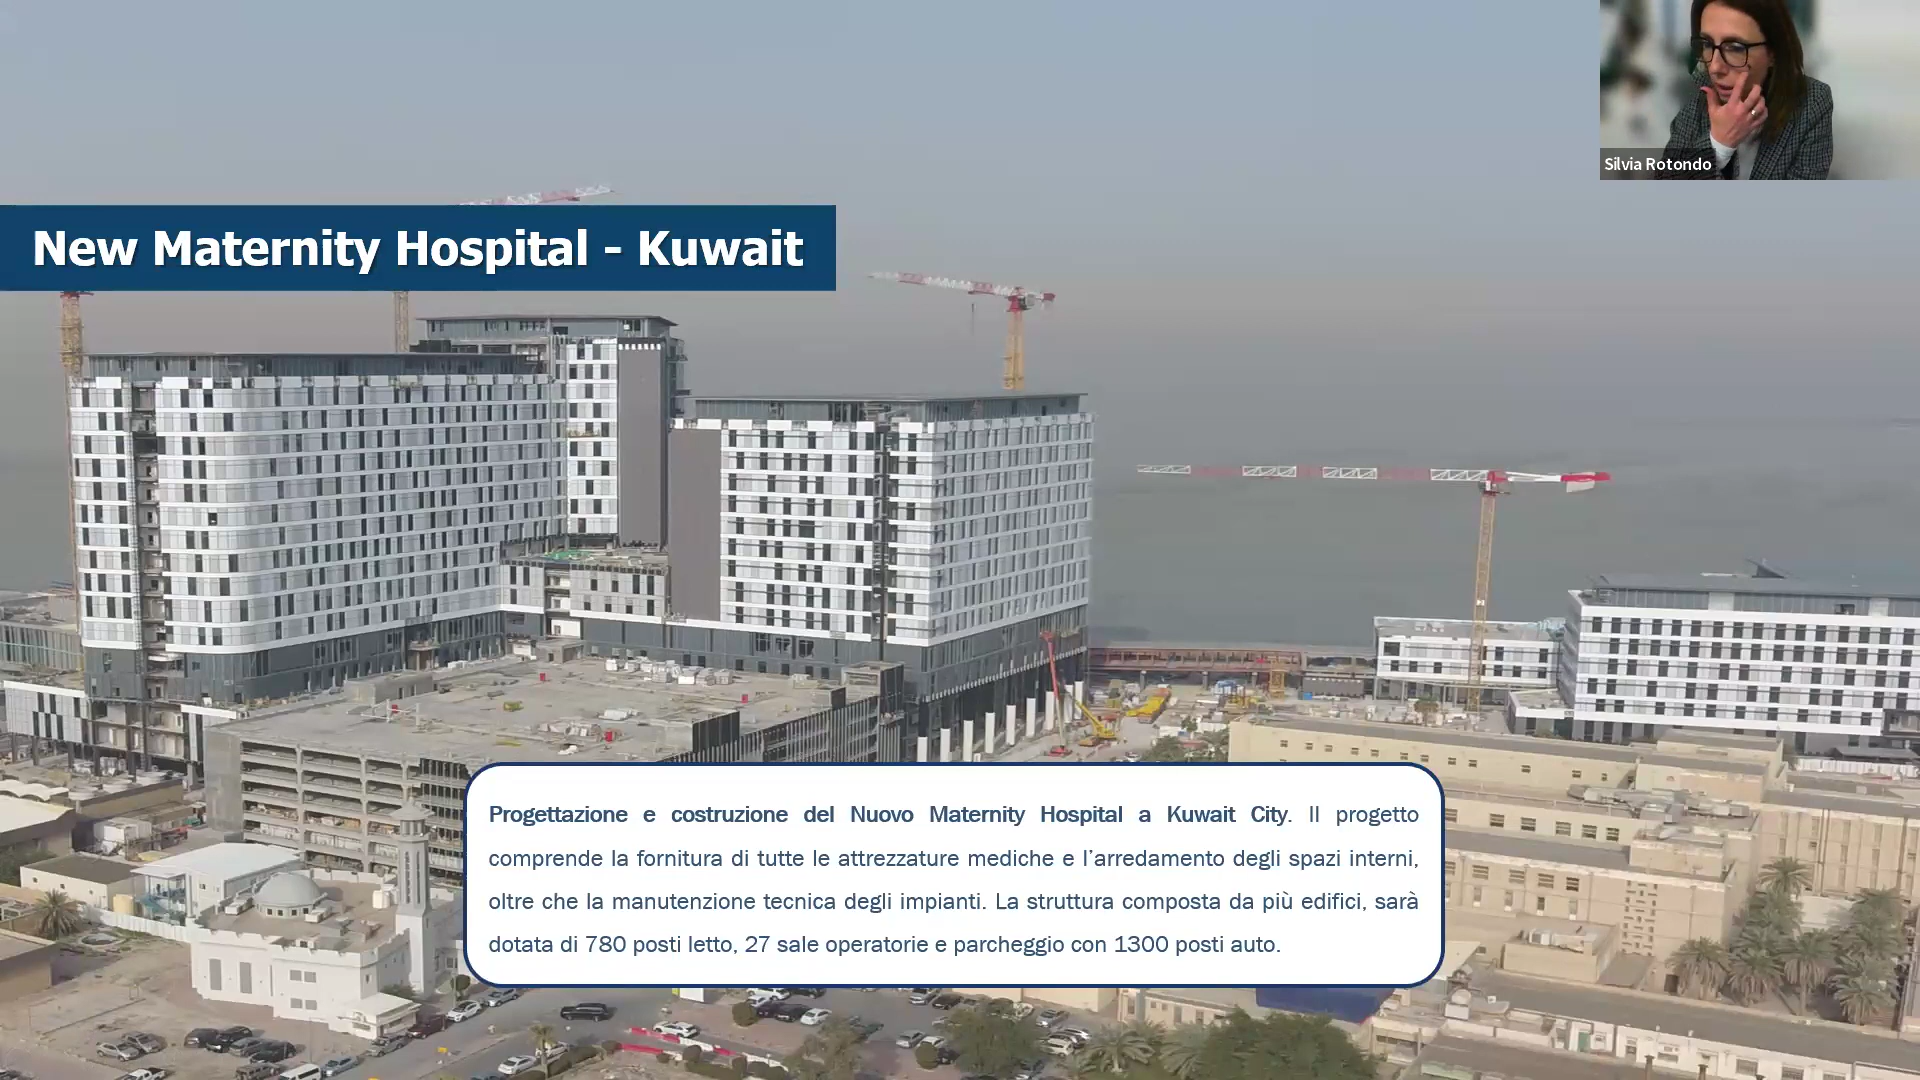 Silvia Rotondo
New Maternity Hospital - Kuwait
Progettazione e costruzione del Nuovo Maternity Hospital a Kuwait City. Il progetto
comprende la fornitura di tutte le attrezzature mediche e l’arredamento degli spazi interni,
oltre che la manutenzione tecnica degli impianti. La struttura composta da più edifici, sarà
dotata di 780 posti letto, 27 sale operatorie e parcheggio con 1300 posti auto.